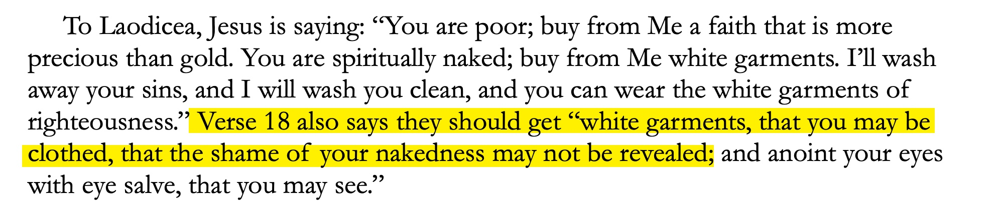 To Laodicea, Jesus is saying: “You are poor; buy from Me a faith that is more
precious than gold. You are spiritually naked; buy from Me white garments. I’ll wash
away your sins, and I will wash you clean, and you can wear the white garments of
righteousness.” Verse 18 also says they should get “white garments, that you may be
clothed, that the shame of your nakedness may not be revealed; and anoint your eyes
with eye salve, that you may see.”